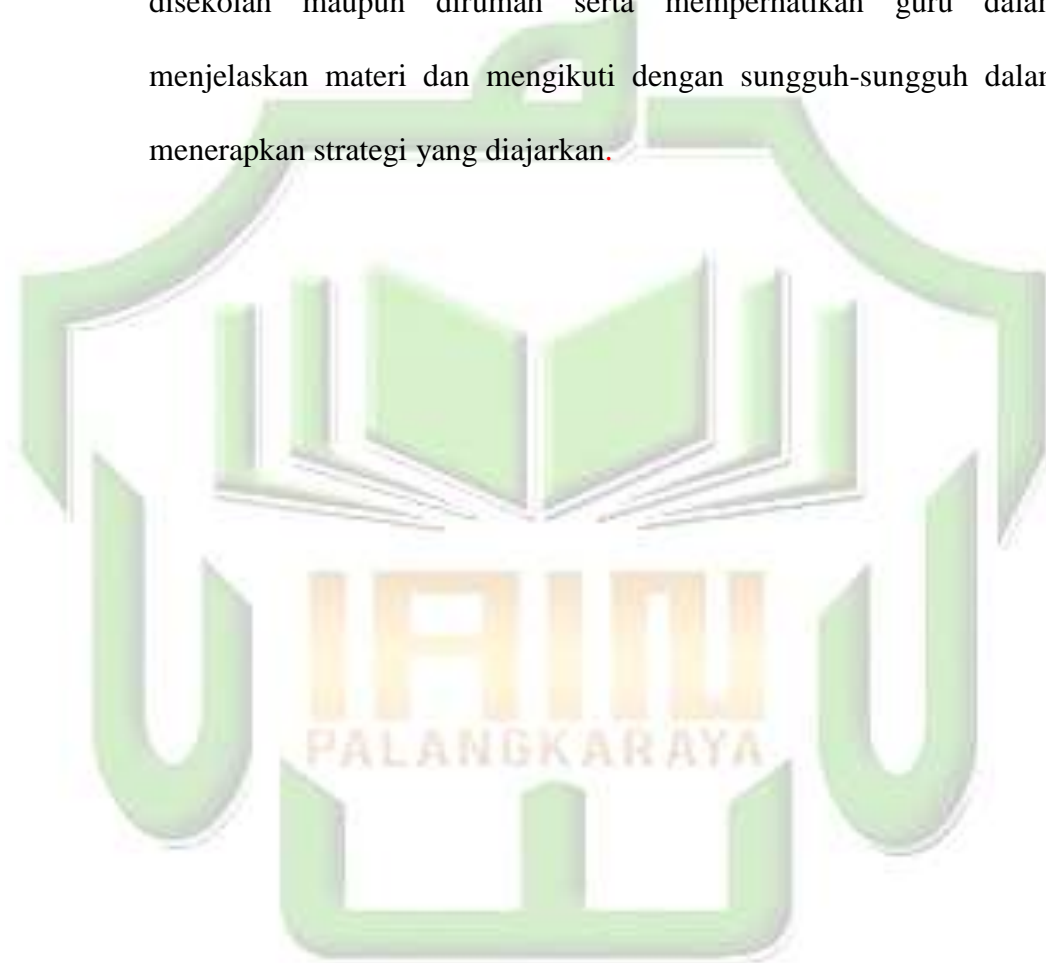 disekolah maupun dirumah serta memperhatikan guru dalam
menjelaskan materi dan mengikuti dengan sungguh-sungguh dalam
menerapkan strategi yang diajarkan.
IAIN
PALANGKARAYA